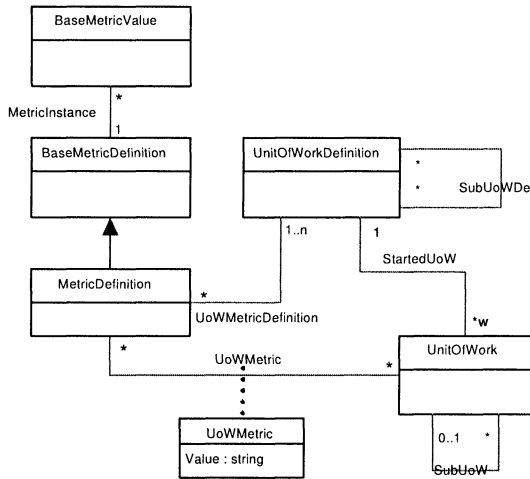 BaseMetricValue
*
MetricInstance
1
BaseMetricDefinition
UnitOfWorkDefinition
*
*
SubUoWDe
1..n
1
StartedUoW
MetricDefinition
*
UoWMetricDefinition
*w
*
UoWMetric
*
UnitOfWork
UoWMetric
Value : string
0..1
*
SubUoW